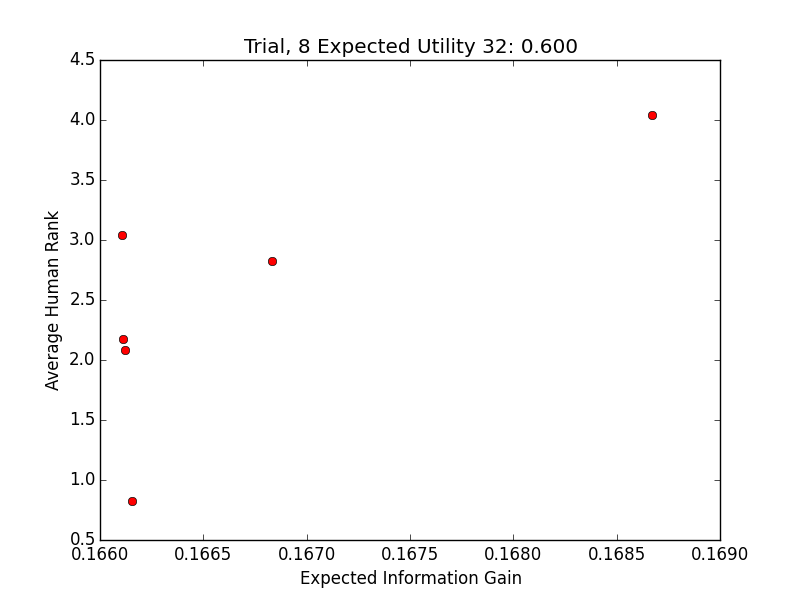 Trial, 8 Expected Utility 32: 0.600
4.5
4.0
3.5
3.0
2.5
2.0
1.5
1.0
0.5
Average Human Rank
0.1660 0.1665 0.1670 0.1675 0.1680 0.1685 0.1690
Expected Information Gain